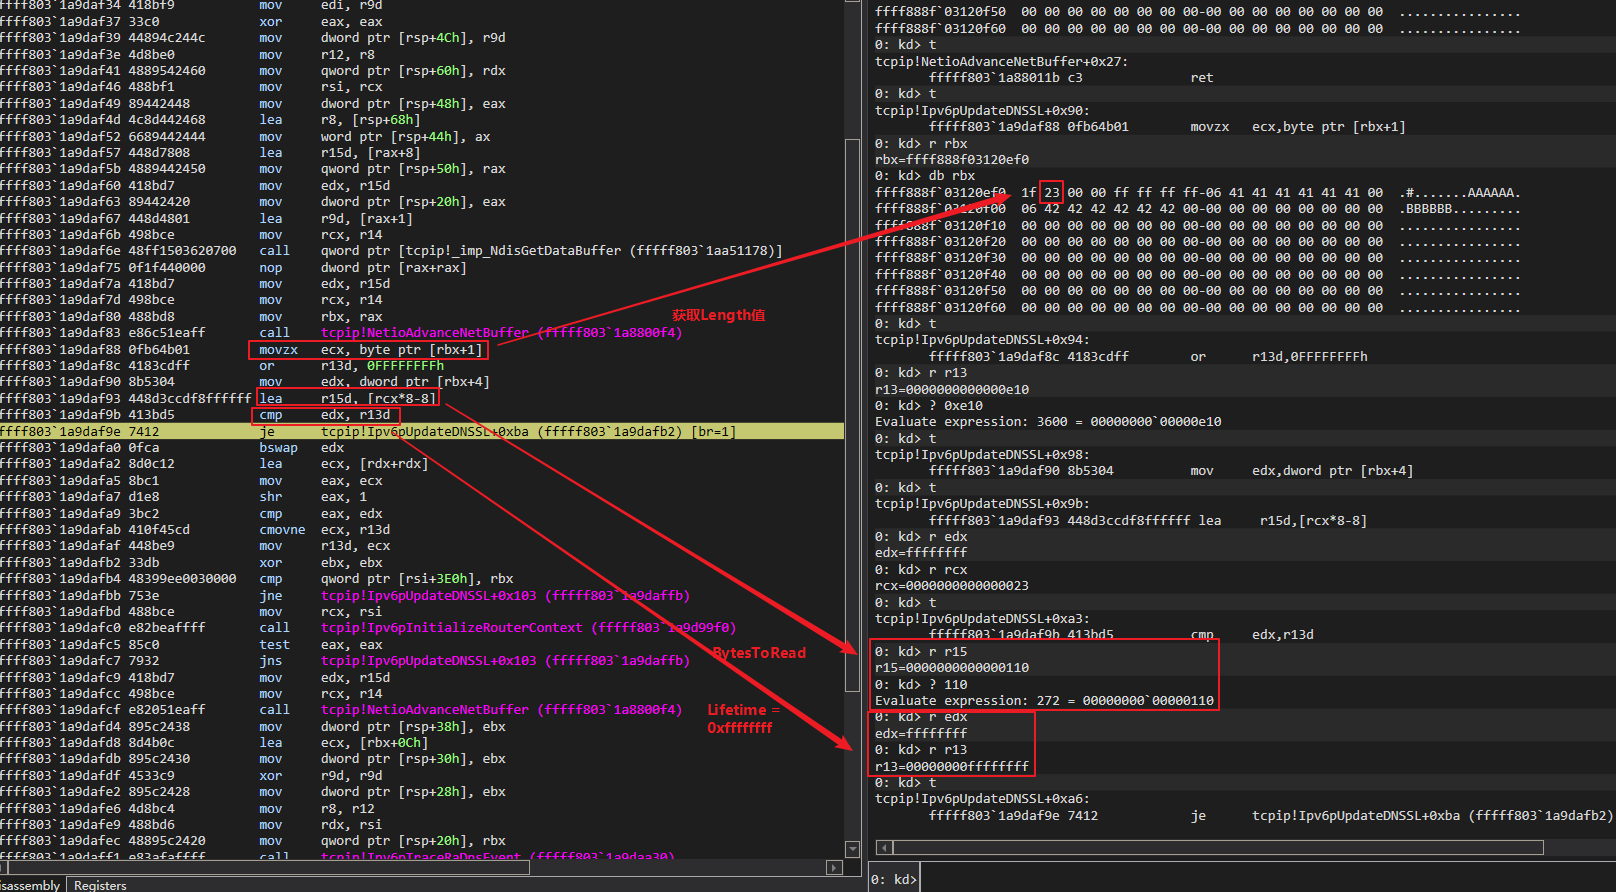 ffff803`1a9daf34 418bf9 mov edi, r9d
ffff803`1a9daf37 33c0 xor eax, eax
ffff803`1a9daf39 44894c244c mov dword ptr [rsp+4Ch], r9d
ffff803`1a9daf3e 4d8be0 mov r12, r8
ffff803`1a9daf41 4889542460 mov qword ptr [rsp+60h], rdx
ffff803`1a9daf46 488bf1 mov rsi, rcx
ffff803`1a9daf49 89442448 mov dword ptr [rsp+48h], eax
ffff803`1a9daf4d 4c8d442468 lea r8, [rsp+68h]
ffff803`1a9daf52 6689442444 mov word ptr [rsp+44h], ax
ffff803`1a9daf57 448d7808 lea r15d, [rax+8]
ffff803`1a9daf5b 4889442450 mov qword ptr [rsp+50h], rax
ffff803`1a9daf60 418bd7 mov edx, r15d
ffff803`1a9daf63 89442420 mov dword ptr [rsp+20h], eax
ffff803`1a9daf67 448d4801 lea r9d, [rax+1]
ffff803`1a9daf6b 498bce mov rcx, r14
ffff803`1a9daf6e 48ff1503620700 call qword ptr [tcpip!_imp_NdisGetDataBuffer (fffff803`1aa51178)]
ffff803`1a9daf75 0f1f440000 nop dword ptr [rax+rax]
ffff803`1a9daf7a 418bd7 mov edx, r15d
ffff803`1a9daf7d 498bce mov rcx, r14
ffff803`1a9daf80 488bd8 mov rbx, rax
ffff803`1a9daf83 e86c51eaff call tcpip!NetioAdvanceNetBuffer (fffff803`1a8800f4)
ffff803`1a9daf88 0fb64b01 movzx ecx, byte ptr [rbx+1]
ffff803`1a9daf8c 4183cdff or r13d, 0FFFFFFFFh
ffff803`1a9daf90 8b5304 mov edx, dword ptr [rbx+4]
ffff803`1a9daf93 448d3ccdf8ffffff lea r15d, [rcx*8-8]
ffff803`1a9daf9b 413bd5 cmp edx, r13d
ffff803`1a9daf9e 7412 je tcpip!Ipv6pUpdateDNSSL+0xba (fffff803`1a9dafb2) [br=1]
ffff803`1a9dafa0 0fca bswap edx
ffff803`1a9dafa2 8d0c12 lea ecx, [rdx+rdx]
ffff803`1a9dafa5 8bc1 mov eax, ecx
ffff803`1a9dafa7 d1e8 shr eax, 1
ffff803`1a9dafa9 3bc2 cmp eax, edx
ffff803`1a9dafab 410f45cd cmovne ecx, r13d
ffff803`1a9dafaf 448be9 mov r13d, ecx
ffff803`1a9dafb2 33db xor ebx, ebx
ffff803`1a9dafb4 48399ee0030000 cmp qword ptr [rsi+3E0h], rbx
ffff803`1a9dafbb 753e jne tcpip!Ipv6pUpdateDNSSL+0x103 (fffff803`1a9daffb)
ffff803`1a9dafbd 488bce mov rcx, rsi
ffff803`1a9dafc0 e82beaffff call tcpip!Ipv6pInitializeRouterContext (fffff803`1a9d99f0)
ffff803`1a9dafc5 85c0 test eax, eax
ffff803`1a9dafc7 7932 jns tcpip!Ipv6pUpdateDNSSL+0x103 (fffff803`1a9daffb)
ffff803`1a9dafc9 418bd7 mov edx, r15d
ffff803`1a9dafcc 498bce mov rcx, r14
ffff803`1a9dafcf e82051eaff call tcpip!NetioAdvanceNetBuffer (fffff803`1a8800f4)
ffff803`1a9dafd4 895c2438 mov dword ptr [rsp+38h], ebx
ffff803`1a9dafd8 8d4b0c lea ecx, [rbx+0Ch]
ffff803`1a9dafdb 895c2430 mov dword ptr [rsp+30h], ebx
ffff803`1a9dafdf 4533c9 xor r9d, r9d
ffff803`1a9dafe2 895c2428 mov dword ptr [rsp+28h], ebx
ffff803`1a9dafe6 4d8bc4 mov r8, r12
ffff803`1a9dafe9 488bd6 mov rdx, rsi
ffff803`1a9dafec 48895c2420 mov qword ptr [rsp+20h], rbx
ffff803`1a9daff1 e83afaffff call tcpip!Ipv6pTraceRaDnsEvent (fffff803`1a9daa30)
isassembly Registers
获取Length值
BytesToRead
Lifetime =
0xffffffff
ffff888f`03120f50 00 00 00 00 00 00 00 00-00 00 00 00 00 00 00 00 ................
ffff888f`03120f60 00 00 00 00 00 00 00 00-00 00 00 00 00 00 00 00 ................
0: kd> t
tcpip!NetioAdvanceNetBuffer+0x27:
fffff803`1a88011b c3 ret
0: kd> t
tcpip!Ipv6pUpdateDNSSL+0x90:
fffff803`1a9daf88 0fb64b01 movzx ecx,byte ptr [rbx+1]
0: kd> r rbx
rbx=ffff888f03120ef0
0: kd> db rbx
ffff888f`03120ef0 1f 23 00 00 ff ff ff ff-06 41 41 41 41 41 41 00 .#.......AAAAAA.
ffff888f`03120f00 06 42 42 42 42 42 42 00-00 00 00 00 00 00 00 00 .BBBBBB.........
ffff888f`03120f10 00 00 00 00 00 00 00 00-00 00 00 00 00 00 00 00 ................
ffff888f`03120f20 00 00 00 00 00 00 00 00-00 00 00 00 00 00 00 00 ................
ffff888f`03120f30 00 00 00 00 00 00 00 00-00 00 00 00 00 00 00 00 ................
ffff888f`03120f40 00 00 00 00 00 00 00 00-00 00 00 00 00 00 00 00 ................
ffff888f`03120f50 00 00 00 00 00 00 00 00-00 00 00 00 00 00 00 00 ................
ffff888f`03120f60 00 00 00 00 00 00 00 00-00 00 00 00 00 00 00 00 ................
0: kd> t
tcpip!Ipv6pUpdateDNSSL+0x94:
fffff803`1a9daf8c 4183cdff or r13d,0FFFFFFFFh
0: kd> r r13
r13=0000000000000e10
0: kd> ? 0xe10
Evaluate expression: 3600 = 00000000`00000e10
0: kd> t
tcpip!Ipv6pUpdateDNSSL+0x98:
fffff803`1a9daf90 8b5304 mov edx,dword ptr [rbx+4]
0: kd> t
tcpip!Ipv6pUpdateDNSSL+0x9b:
fffff803`1a9daf93 448d3ccdf8ffffff lea r15d,[rcx*8-8]
0: kd> r edx
edx=ffffffff
0: kd> r rcx
rcx=0000000000000023
0: kd> t
tcpip!Ipv6pUpdateDNSSL+0xa3:
fffff803`1a9daf9b 413bd5 cmp edx,r13d
0: kd> r r15
r15=0000000000000110
0: kd> ? 110
Evaluate expression: 272 = 00000000`00000110
0: kd> r edx
edx=ffffffff
0: kd> r r13
r13=00000000ffffffff
0: kd> t
tcpip!Ipv6pUpdateDNSSL+0xa6:
fffff803`1a9daf9e 7412 je tcpip!Ipv6pUpdateDNSSL+0xba (fffff803`1a9dafb2)
0: kd>